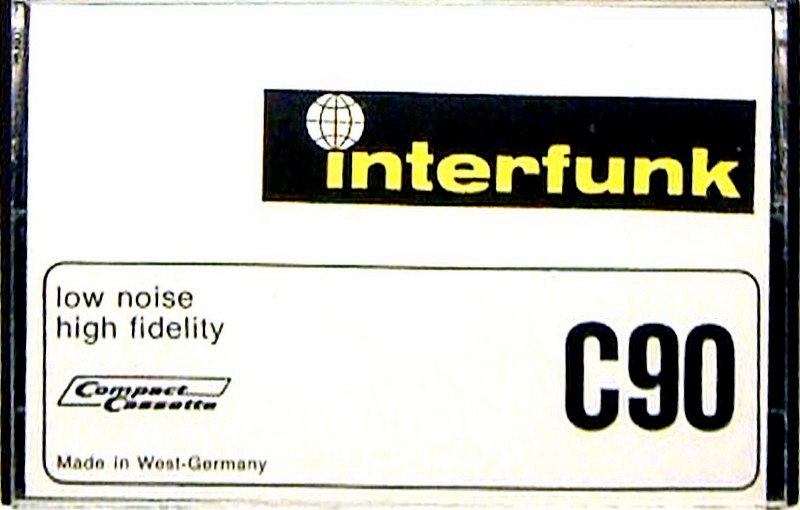 interfunk
low noise
high fidelity
C90
Compact
Cassette
Made in West-Germany